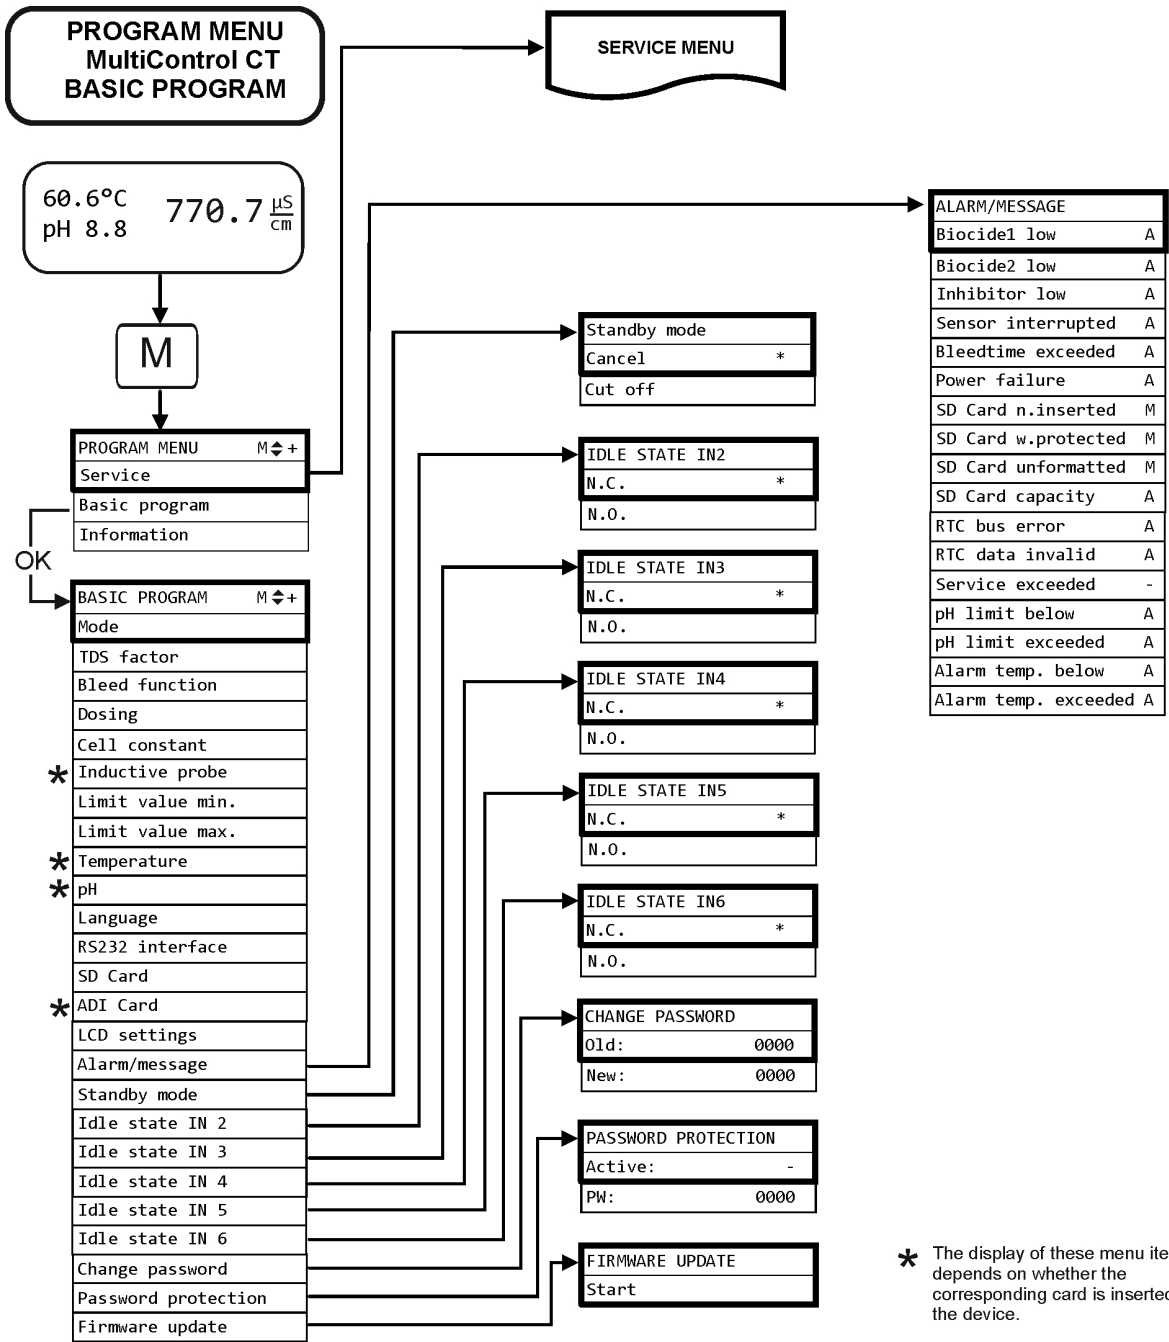 PROGRAM MENU
MultiControl CT
BASIC PROGRAM
SERVICE MENU
60.6°C
pH 8.8
770.7 µS/cm
M
PROGRAM MENU M+
Service
Basic program
Information
OK
BASIC PROGRAM M+
Mode
TDS factor
Bleed function
Dosing
Cell constant
* Inductive probe
Limit value min.
Limit value max.
* Temperature
* pH
Language
RS232 interface
SD Card
* ADI Card
LCD settings
Alarm/message
Standby mode
Idle state IN 2
Idle state IN 3
Idle state IN 4
Idle state IN 5
Idle state IN 6
Change password
Password protection
Firmware update
Standby mode
Cancel *
Cut off
IDLE STATE IN2
N.C. *
N.O.
IDLE STATE IN3
N.C. *
N.O.
IDLE STATE IN4
N.C. *
N.O.
IDLE STATE IN5
N.C. *
N.O.
IDLE STATE IN6
N.C. *
N.O.
CHANGE PASSWORD
Old: 0000
New: 0000
PASSWORD PROTECTION
Active: -
PW: 0000
FIRMWARE UPDATE
Start
ALARM/MESSAGE
Biocide1 low A
Biocide2 low A
Inhibitor low A
Sensor interrupted A
Bleedtime exceeded A
Power failure A
SD Card n.inserted M
SD Card w.protected M
SD Card unformatted M
SD Card capacity A
RTC bus error A
RTC data invalid A
Service exceeded -
pH limit below A
pH limit exceeded A
Alarm temp. below A
Alarm temp. exceeded A
* The display of these menu ite
depends on whether the
corresponding card is inserted
the device.